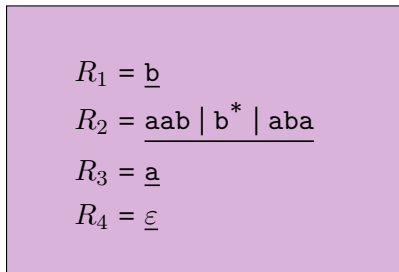 R₁ = b
R₂ = aab | b* | aba
R₃ = a
R₄ = ε